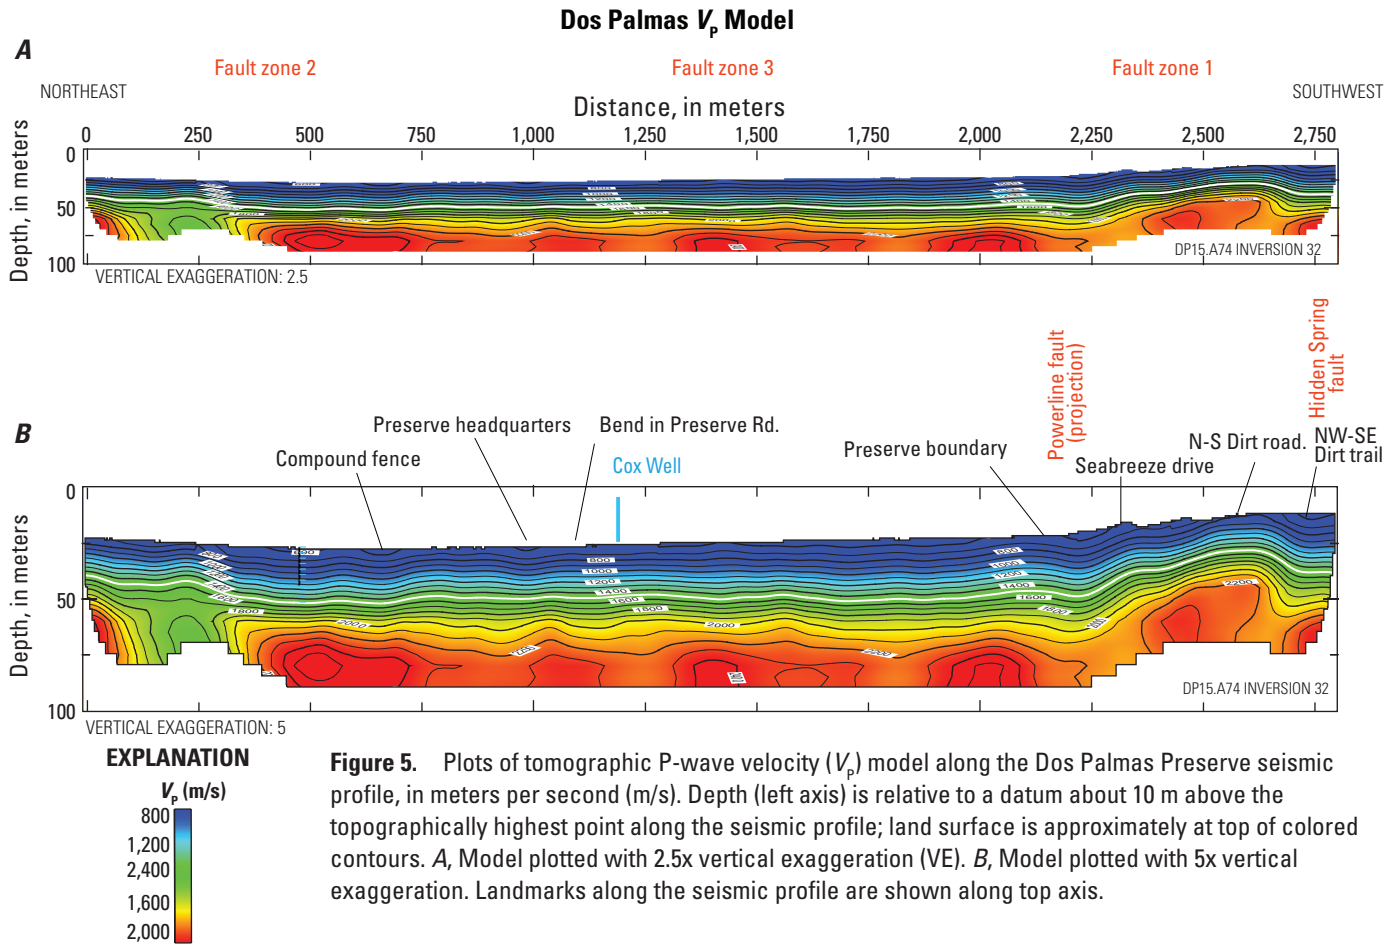 Dos Palmas VP Model
A
Fault zone 2
Fault zone 3
Fault zone 1
NORTHEAST
SOUTHWEST
Distance, in meters
0 250 500 750 1,000 1,250 1,500 1,750 2,000 2,250 2,500 2,750
Depth, in meters
0
50
100
DP15.A74 INVERSION 32
VERTICAL EXAGGERATION: 2.5
Powerline fault
(projection)
Hidden Spring
fault
B
Preserve headquarters
Bend in Preserve Rd.
Compound fence
Cox Well
Preserve boundary
Seabreeze drive
N-S Dirt road.
NW-SE
Dirt trail
Depth, in meters
0
50
100
800
1000
1200
1400
1600
1800
2000
1800
2000
2200
800
1000
1200
1400
1600
1800
2200
DP15.A74 INVERSION 32
VERTICAL EXAGGERATION: 5
EXPLANATION
VP (m/s)
800
1,200
2,400
1,600
2,000
Figure 5. Plots of tomographic P-wave velocity (VP) model along the Dos Palmas Preserve seismic
profile, in meters per second (m/s). Depth (left axis) is relative to a datum about 10 m above the
topographically highest point along the seismic profile; land surface is approximately at top of colored
contours. A, Model plotted with 2.5x vertical exaggeration (VE). B, Model plotted with 5x vertical
exaggeration. Landmarks along the seismic profile are shown along top axis.